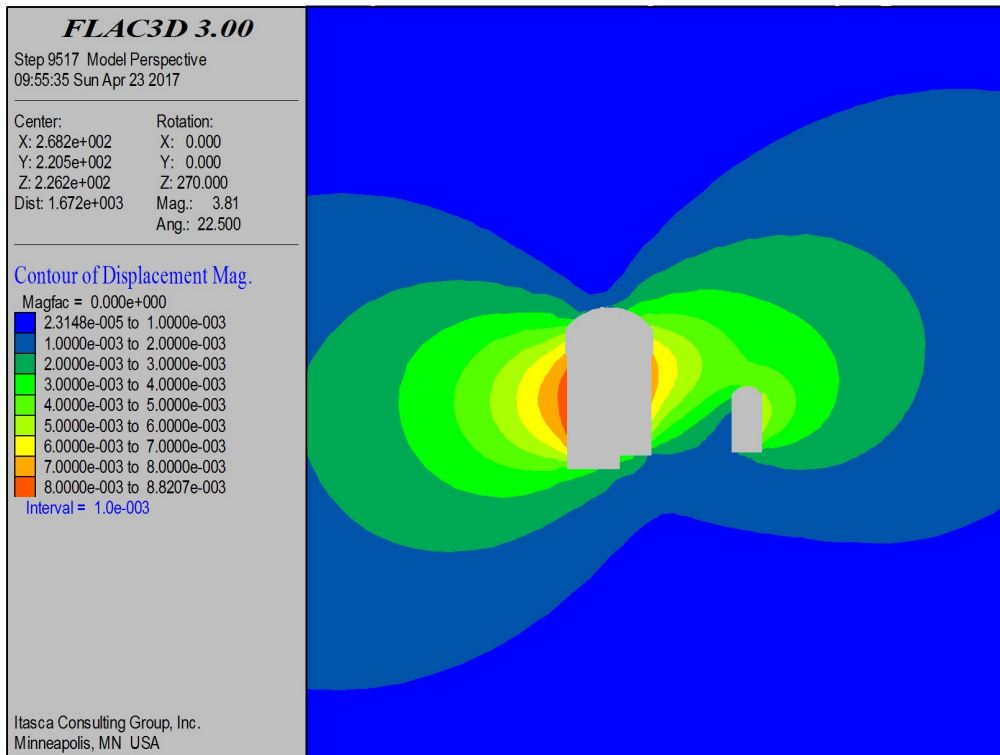 FLAC3D 3.00
Step 9517 Model Perspective
09:55:35 Sun Apr 23 2017
Center: Rotation:
X: 2.682e+002 X: 0.000
Y: 2.205e+002 Y: 0.000
Z: 2.262e+002 Z: 270.000
Dist: 1.672e+003 Mag.: 3.81
Ang.: 22.500
Contour of Displacement Mag.
Magfac = 0.000e+000
2.3148e-005 to 1.0000e-003
1.0000e-003 to 2.0000e-003
2.0000e-003 to 3.0000e-003
3.0000e-003 to 4.0000e-003
4.0000e-003 to 5.0000e-003
5.0000e-003 to 6.0000e-003
6.0000e-003 to 7.0000e-003
7.0000e-003 to 8.0000e-003
8.0000e-003 to 8.8207e-003
Interval = 1.0e-003
Itasca Consulting Group, Inc.
Minneapolis, MN USA